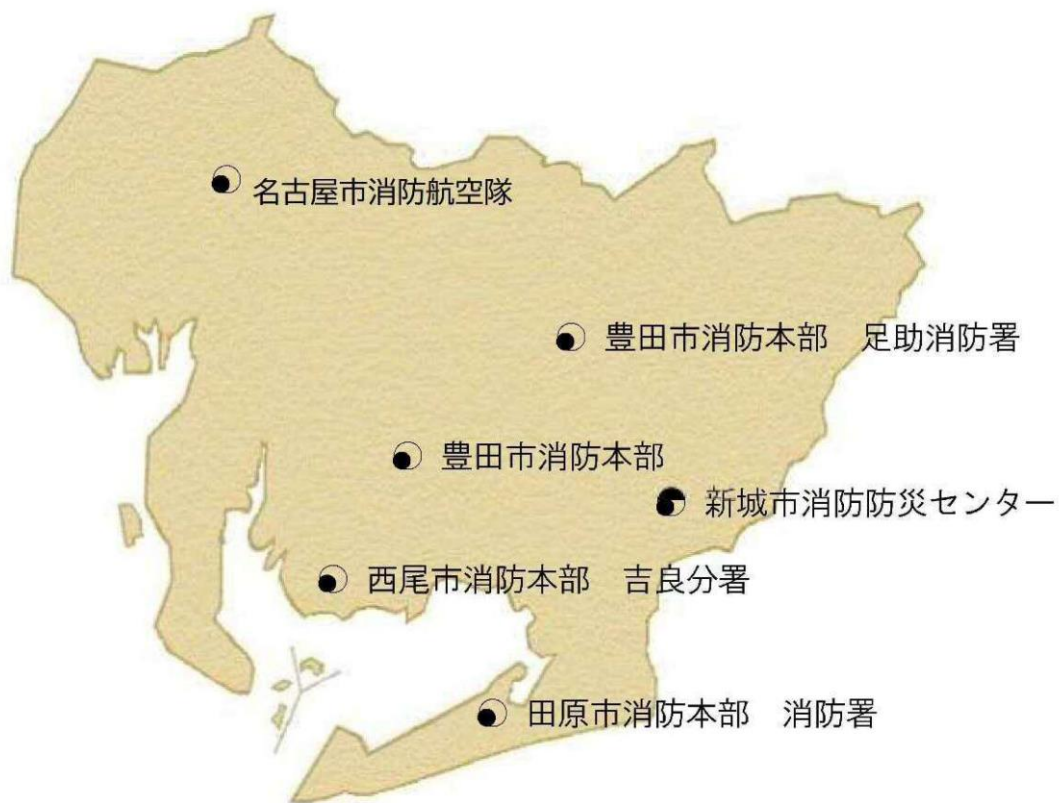 名古屋市消防航空隊
豊田市消防本部　足助消防署
豊田市消防本部
新城市消防防災センター
西尾市消防本部　吉良分署
田原市消防本部　消防署